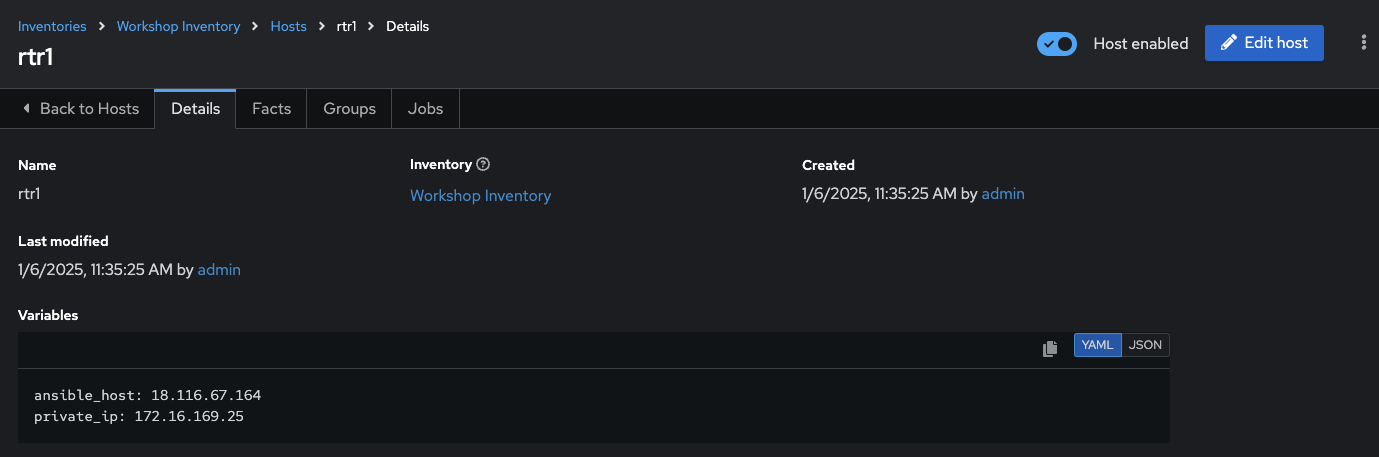 Inventories > Workshop Inventory > Hosts > rtr1 > Details
rtr1
Host enabled
Edit host
Back to Hosts Details Facts Groups Jobs
Name
rtr1
Inventory
Workshop Inventory
Created
1/6/2025, 11:35:25 AM by admin
Last modified
1/6/2025, 11:35:25 AM by admin
Variables
YAML JSON
ansible_host: 18.116.67.164
private_ip: 172.16.169.25